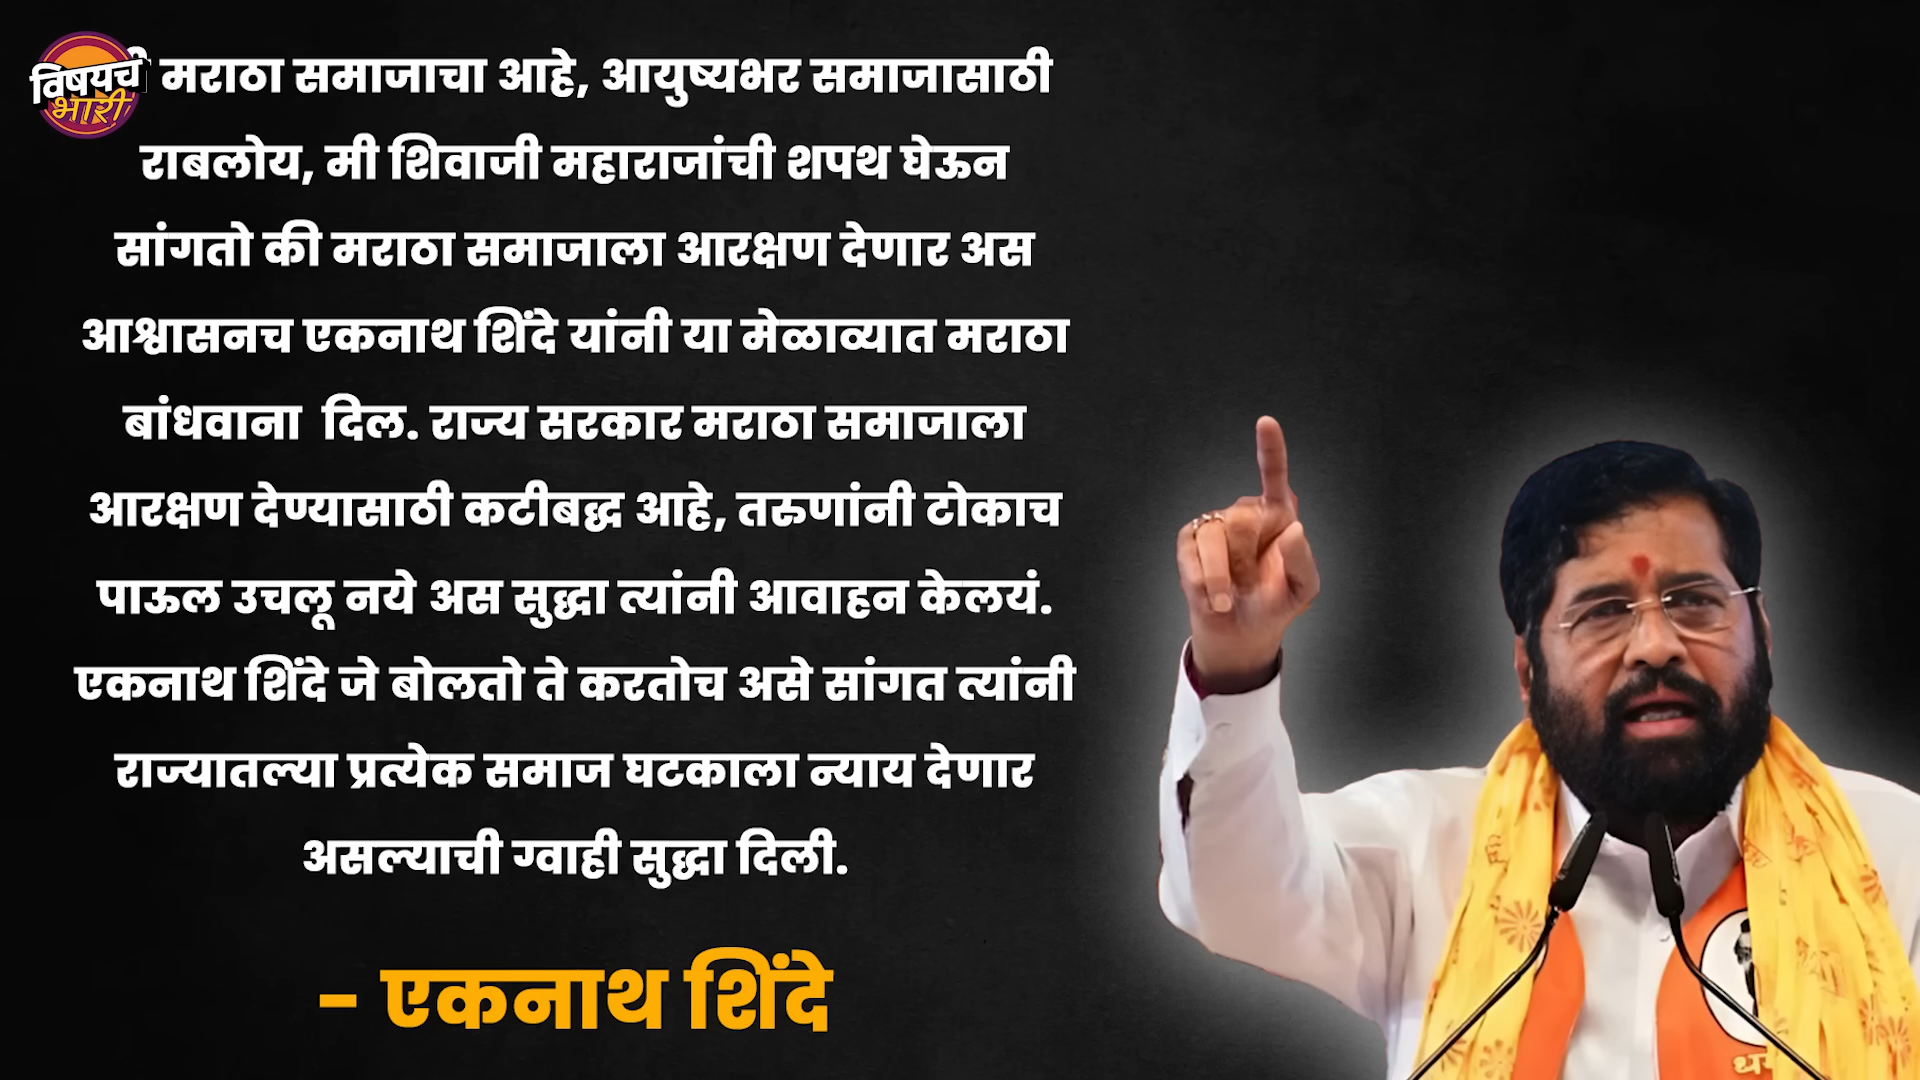 विषयच
भारी
मराठा समाजाचा आहे, आयुष्यभर समाजासाठी
राबलोय, मी शिवाजी महाराजांची शपथ घेऊन
सांगतो की मराठा समाजाला आरक्षण देणार अस
आश्वासनच एकनाथ शिंदे यांनी या मेळाव्यात मराठा
बांधवाना दिल. राज्य सरकार मराठा समाजाला
आरक्षण देण्यासाठी कटीबद्ध आहे, तरुणांनी टोकाच
पाऊल उचलू नये अस सुद्धा त्यांनी आवाहन केलयं.
एकनाथ शिंदे जे बोलतो ते करतोच असे सांगत त्यांनी
राज्यातल्या प्रत्येक समाज घटकाला न्याय देणार
असल्याची ग्वाही सुद्धा दिली.
- एकनाथ शिंदे